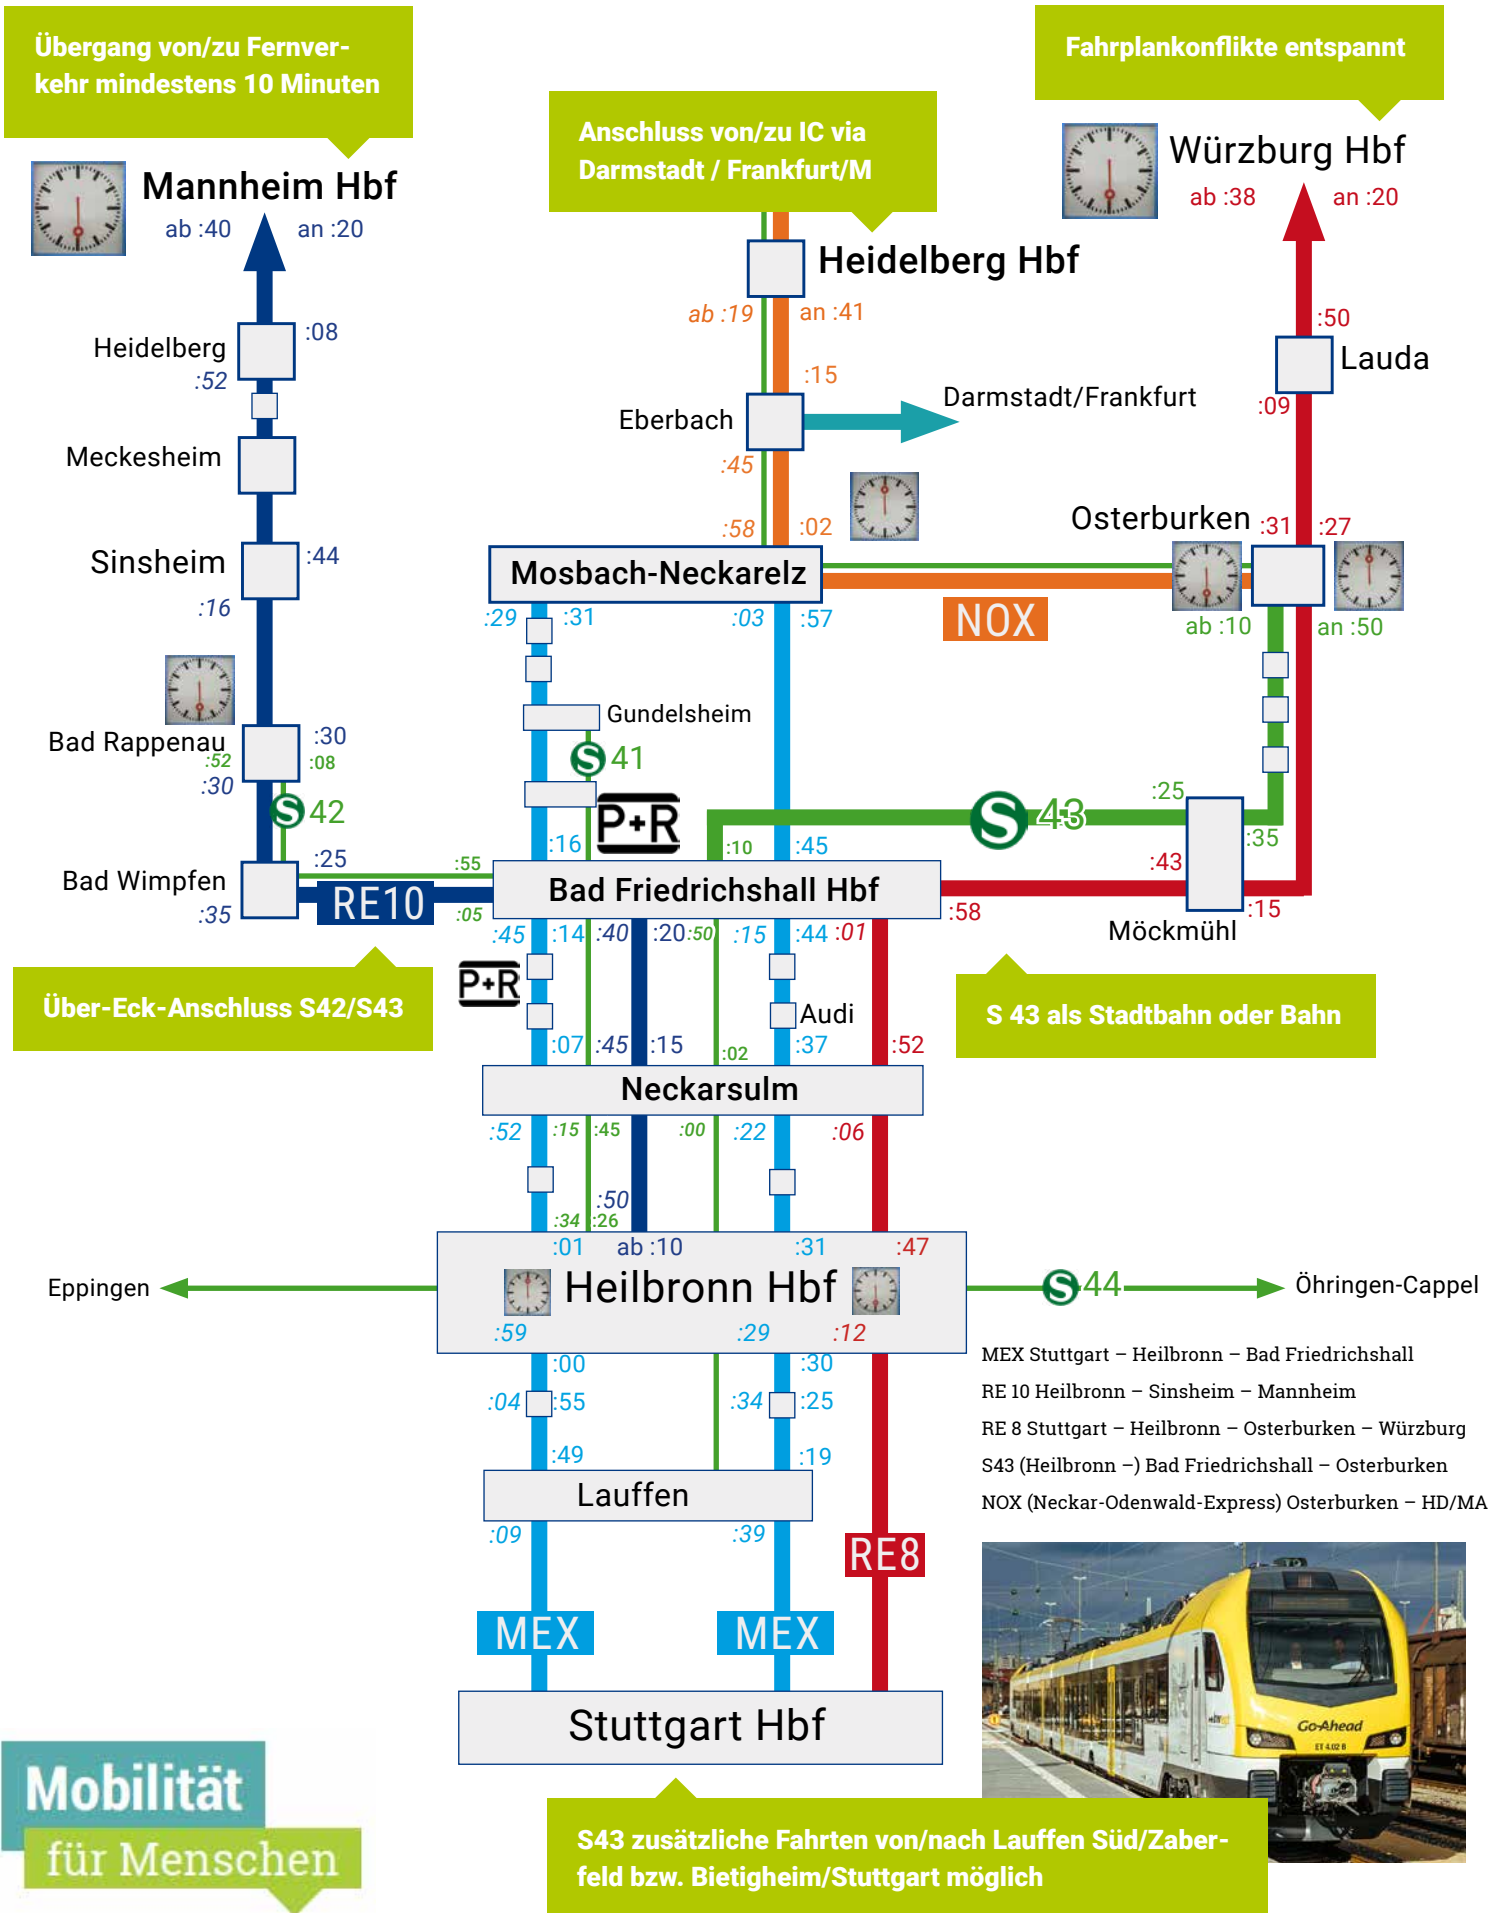 Übergang von/zu Fernver-
kehr mindestens 10 Minuten
Fahrplankonflikte entspannt
Anschluss von/zu IC via
Darmstadt / Frankfurt/M
Mannheim Hbf
ab :40
an :20
Würzburg Hbf
ab :38
an :20
Heidelberg Hbf
ab :19
an :41
Heidelberg
:08
:52
:50
Lauda
:09
:15
Eberbach
:45
Darmstadt/Frankfurt
Meckesheim
:58
:02
Osterburken
:31
:27
Sinsheim
:44
:16
Mosbach-Neckarelz
:29
:31
:03
:57
NOX
ab :10
an :50
Gundelsheim
S 41
Bad Rappenau
:30
:52
:08
:30
S 42
P+R
S 43
:25
:35
:16
:10
:45
:43
Bad Wimpfen
:25
:35
RE10
:55
:05
Bad Friedrichshall Hbf
:58
:15
Möckmühl
:45
:14
:40
:20
:50
:15
:44
:01
P+R
Audi
Über-Eck-Anschluss S42/S43
S 43 als Stadtbahn oder Bahn
:07
:45
:15
:02
:37
:52
Neckarsulm
:52
:15
:45
:00
:22
:06
:50
:34
:26
:01
ab :10
:31
:47
Heilbronn Hbf
Eppingen
S 44
Öhringen-Cappel
:59
:29
:12
:00
:30
:04
:55
:34
:25
:49
:19
Lauffen
:09
:39
RE8
MEX
MEX
Stuttgart Hbf
MEX Stuttgart – Heilbronn – Bad Friedrichshall
RE 10 Heilbronn – Sinsheim – Mannheim
RE 8 Stuttgart – Heilbronn – Osterburken – Würzburg
S43 (Heilbronn –) Bad Friedrichshall – Osterburken
NOX (Neckar-Odenwald-Express) Osterburken – HD/MA
Go-Ahead
ET 4.02 B
Mobilität
für Menschen
S43 zusätzliche Fahrten von/nach Lauffen Süd/Zaber-
feld bzw. Bietigheim/Stuttgart möglich